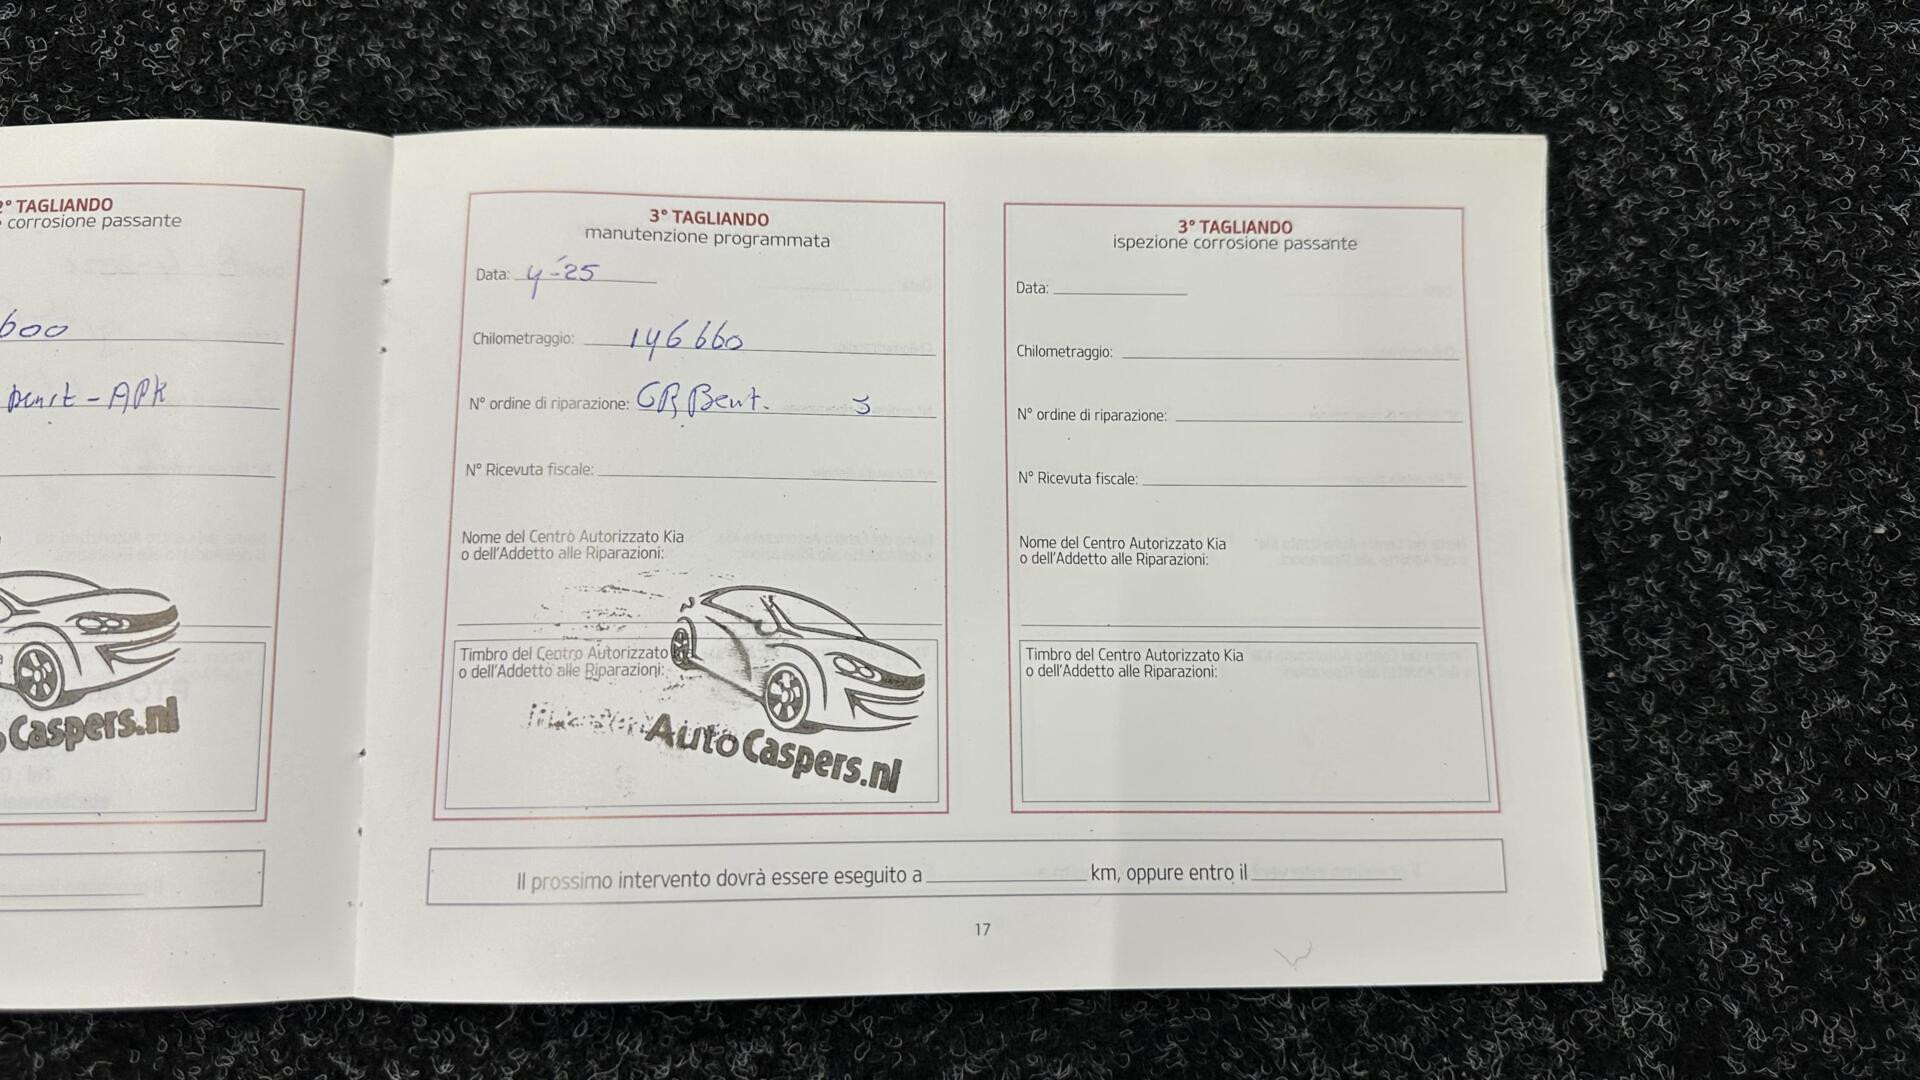 2° TAGLIANDO
corrosione passante
600
- APK
Caspers.nl
3° TAGLIANDO
manutenzione programmata
Data: 4-25
Chilometraggio: 146660
N° ordine di riparazione: GR Beurt.
N° Ricevuta fiscale:
Nome del Centro Autorizzato Kia
o dell'Addetto alle Riparazioni:
Timbro del Centro Autorizzato
o dell'Addetto alle Riparazioni:
AutoCaspers.nl
3° TAGLIANDO
ispezione corrosione passante
Data:
Chilometraggio:
N° ordine di riparazione:
N° Ricevuta fiscale:
Nome del Centro Autorizzato Kia
o dell'Addetto alle Riparazioni:
Timbro del Centro Autorizzato Kia
o dell'Addetto alle Riparazioni:
Il prossimo intervento dovrà essere eseguito a km, oppure entro il
17